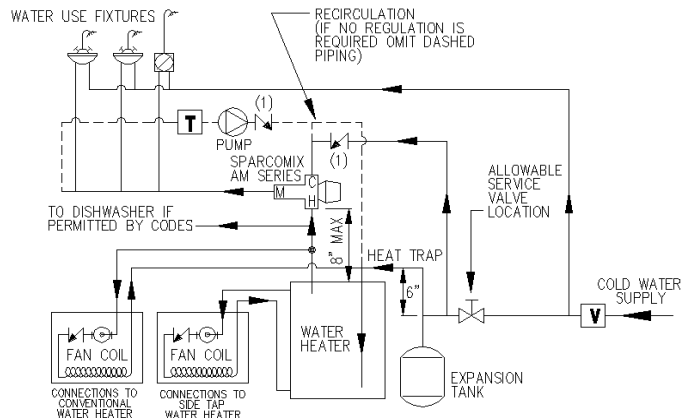 WATER USE FIXTURES
RECIRCULATION
(IF NO REGULATION IS
REQUIRED OMIT DASHED
PIPING)
T
(1)
PUMP
(1)
SPARCOMIX
AM SERIES
M
C
H
ALLOWABLE
SERVICE
VALVE
LOCATION
TO DISHWASHER IF
PERMITTED BY CODES
8" MAX
HEAT TRAP
6"
COLD WATER
SUPPLY
V
WATER
HEATER
FAN COIL
FAN COIL
EXPANSION
TANK
CONNECTIONS TO
CONVENTIONAL
WATER HEATER
CONNECTIONS TO
SIDE TAP
WATER HEATER